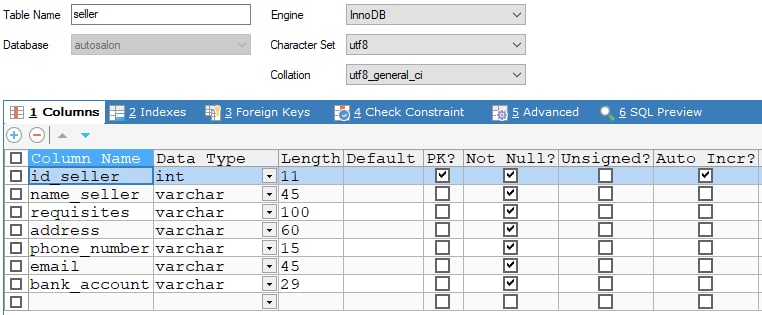 Table Name seller Engine InnoDB
Database autosalon Character Set utf8
Collation utf8_general_ci
1 Columns 2 Indexes 3 Foreign Keys 4 Check Constraint 5 Advanced 6 SQL Preview
Column Name Data Type Length Default PK? Not Null? Unsigned? Auto Incr?
id_seller int 11
name_seller varchar 45
requisites varchar 100
address varchar 60
phone_number varchar 15
email varchar 45
bank_account varchar 29